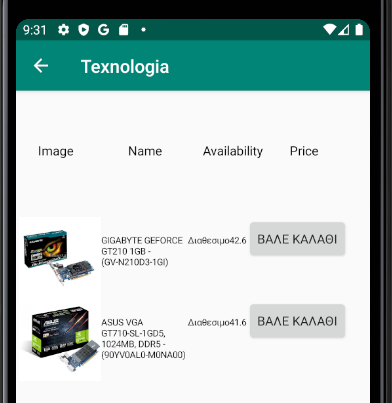 9:31
Texnologia
Image Name Availability Price
GIGABYTE GEFORCE
GT210 1GB -
(GV-N210D3-1GI)
Διαθεσιμο42.6
ΒΑΛΕ ΚΑΛΑΘΙ
ASUS VGA
GT710-SL-1GD5,
1024MB, DDR5 -
(90YV0AL0-M0NA00)
Διαθεσιμο41.6
ΒΑΛΕ ΚΑΛΑΘΙ